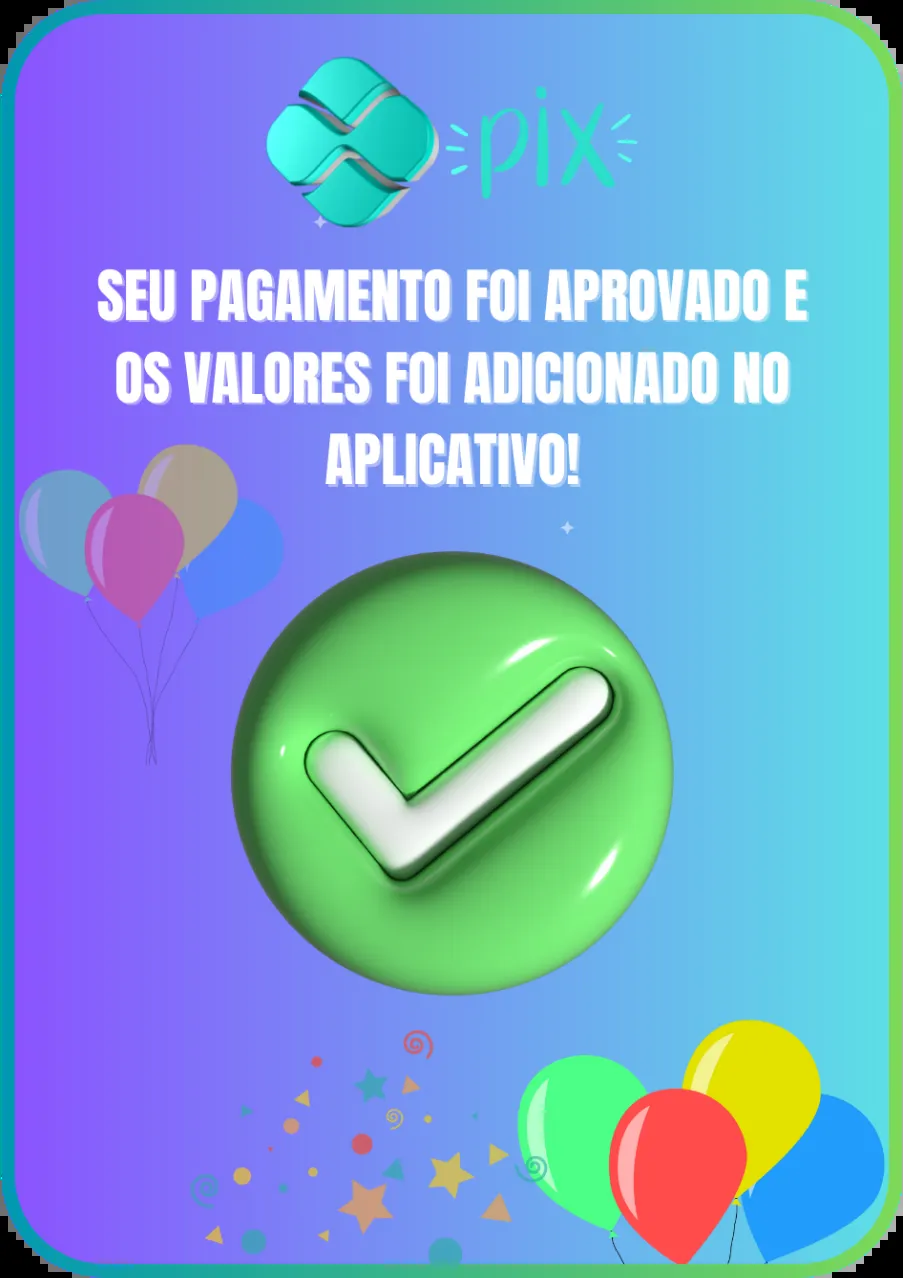 pix
SEU PAGAMENTO FOI APROVADO E
OS VALORES FOI ADICIONADO NO
APLICATIVO!